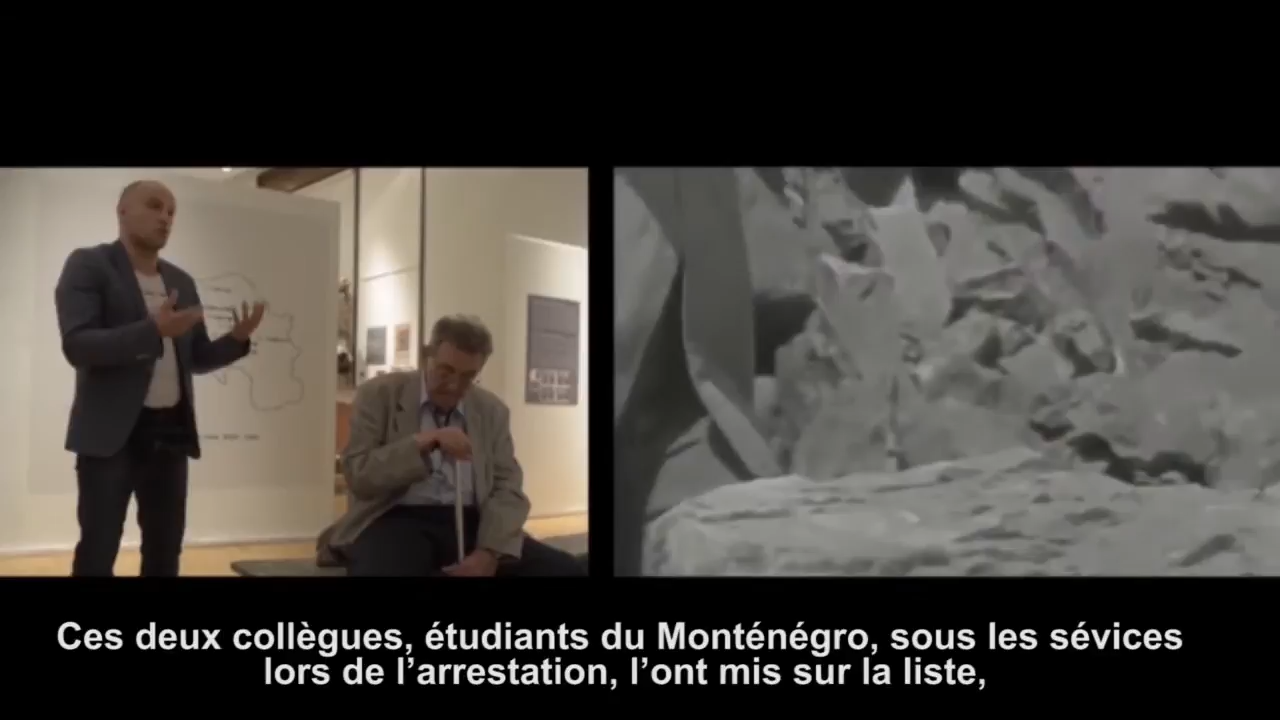 Ces deux collègues, étudiants du Monténégro, sous les sévices
lors de l’arrestation, l’ont mis sur la liste,